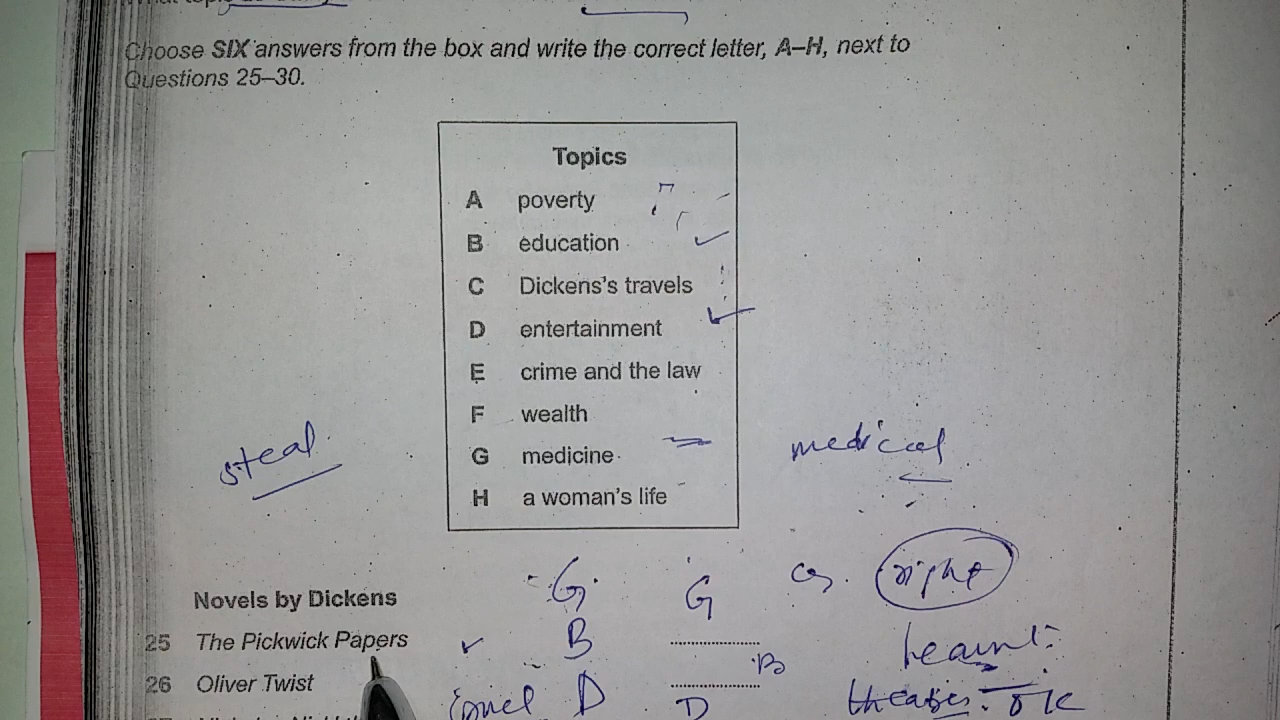 Choose SIX answers from the box and write the correct letter, A–H, next to
Questions 25–30.
Topics
A poverty
B education
C Dickens's travels
D entertainment
E crime and the law
F wealth
G medicine
H a woman's life
steal
medical
G G right
Novels by Dickens
25 The Pickwick Papers B ....................
learnt
26 Oliver Twist .................... B
D D